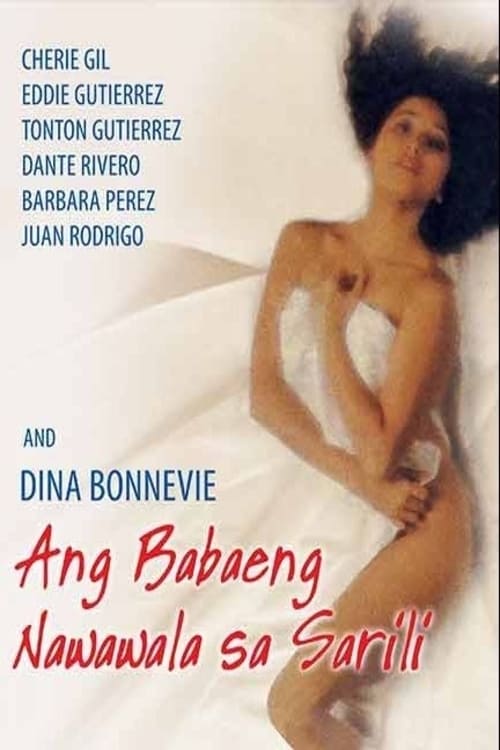 CHERIE GIL
EDDIE GUTIERREZ
TONTON GUTIERREZ
DANTE RIVERO
BARBARA PEREZ
JUAN RODRIGO
AND
DINA BONNEVIE
Ang Babaeng
Nawawala sa Sarili